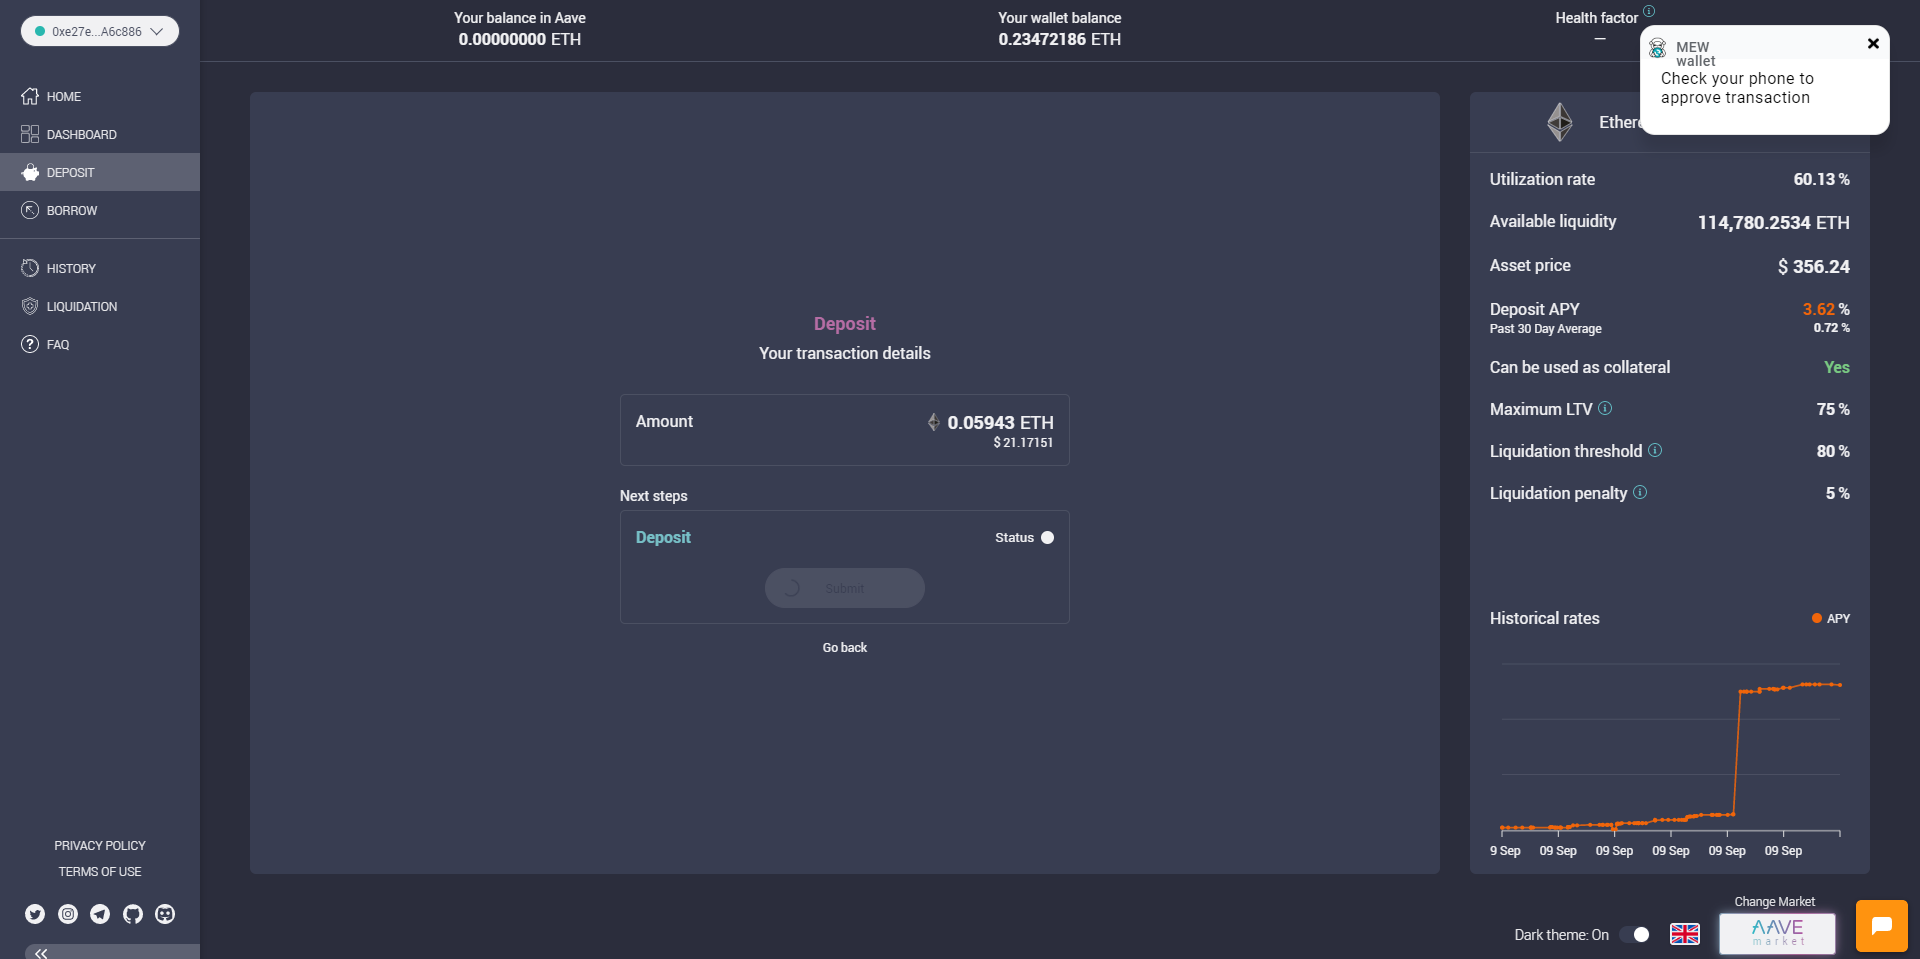 0xe27e...A6c886
HOME
DASHBOARD
DEPOSIT
BORROW
HISTORY
LIQUIDATION
FAQ
PRIVACY POLICY
TERMS OF USE
Your balance in Aave
0.00000000 ETH
Your wallet balance
0.23472186 ETH
Health factor
—
MEW
wallet
Check your phone to
approve transaction
Deposit
Your transaction details
Amount 0.05943 ETH
$ 21.17151
Next steps
Deposit Status
Submit
Go back
Ethere
Utilization rate 60.13 %
Available liquidity 114,780.2534 ETH
Asset price $ 356.24
Deposit APY 3.62 %
Past 30 Day Average 0.72 %
Can be used as collateral Yes
Maximum LTV 75 %
Liquidation threshold 80 %
Liquidation penalty 5 %
Historical rates APY
9 Sep 09 Sep 09 Sep 09 Sep 09 Sep 09 Sep
Change Market
Dark theme: On
AAVE
market